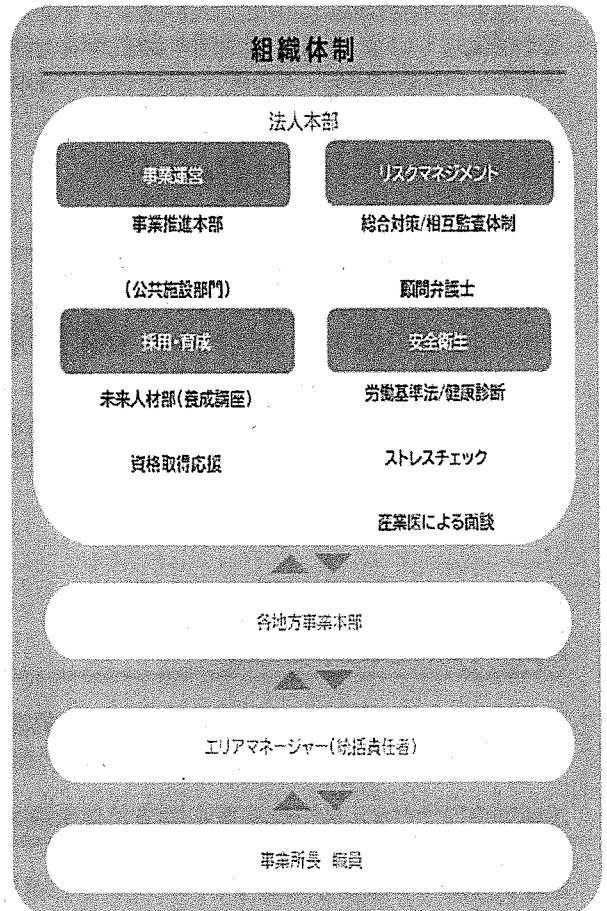 組織体制
法人本部
事業運営
事業推進本部
(公共施設部門)
リスクマネジメント
総合対策/相互監査体制
顧問弁護士
採用・育成
未来人材部(養成講座)
資格取得応援
安全衛生
労働基準法/健康診断
ストレスチェック
産業医による面談
各地方事業本部
エリアマネージャー(統括責任者)
事業所長 職員